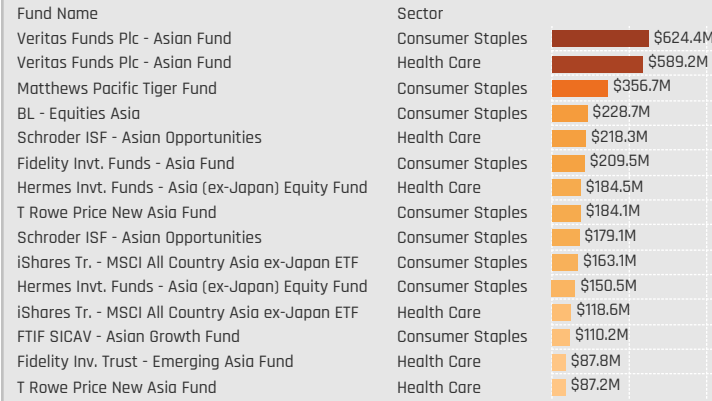 Fund Name Sector
Veritas Funds Plc - Asian Fund Consumer Staples $624.4M
Veritas Funds Plc - Asian Fund Health Care $589.2M
Matthews Pacific Tiger Fund Consumer Staples $356.7M
BL - Equities Asia Consumer Staples $228.7M
Schroder ISF - Asian Opportunities Health Care $218.3M
Fidelity Invt. Funds - Asia Fund Consumer Staples $209.5M
Hermes Invt. Funds - Asia (ex-Japan) Equity Fund Health Care $184.5M
T Rowe Price New Asia Fund Consumer Staples $184.1M
Schroder ISF - Asian Opportunities Consumer Staples $179.1M
iShares Tr. - MSCI All Country Asia ex-Japan ETF Consumer Staples $163.1M
Hermes Invt. Funds - Asia (ex-Japan) Equity Fund Consumer Staples $150.5M
iShares Tr. - MSCI All Country Asia ex-Japan ETF Health Care $118.6M
FTIF SICAV - Asian Growth Fund Consumer Staples $110.2M
Fidelity Inv. Trust - Emerging Asia Fund Health Care $87.8M
T Rowe Price New Asia Fund Health Care $87.2M